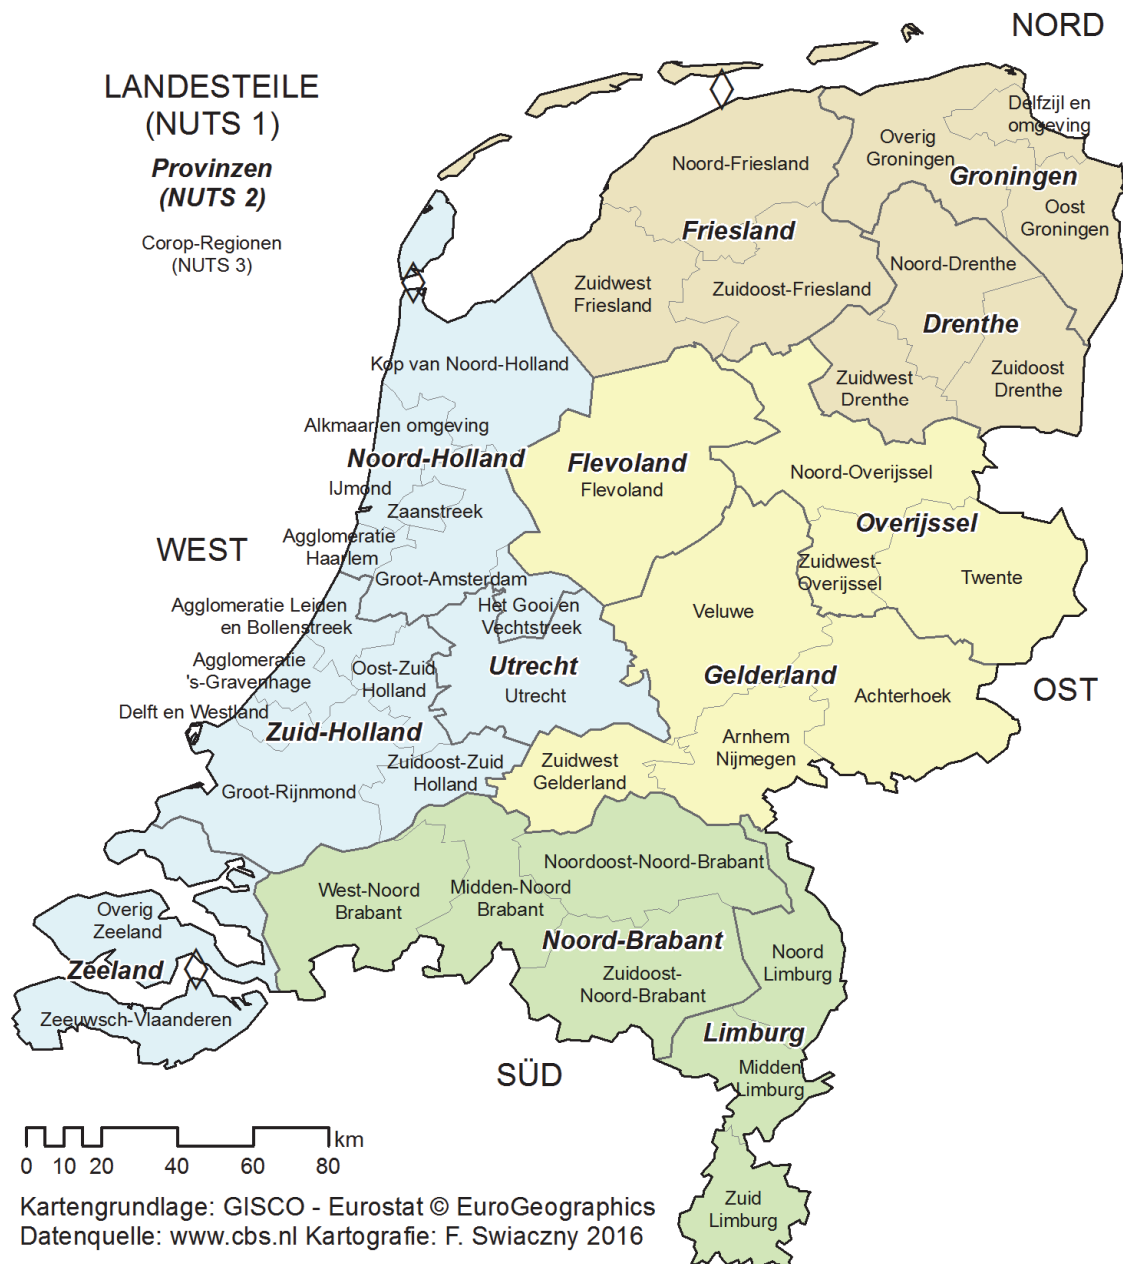 NORD
LANDESTEILE
(NUTS 1)
Provinzen
(NUTS 2)
Corop-Regionen
(NUTS 3)
Delfzijl en
omgeving
Overig
Groningen
Groningen
Oost
Groningen
Noord-Friesland
Friesland
Zuidwest
Friesland
Zuidoost-Friesland
Noord-Drenthe
Drenthe
Zuidwest
Drenthe
Zuidoost
Drenthe
Kop van Noord-Holland
Alkmaar en omgeving
Noord-Holland
IJmond
Zaanstreek
Agglomeratie
Haarlem
Groot-Amsterdam
Het Gooi en
Vechtstreek
Flevoland
Flevoland
Noord-Overijssel
Overijssel
Zuidwest-
Overijssel
Twente
WEST
Agglomeratie Leiden
en Bollenstreek
Agglomeratie
's-Gravenhage
Oost-Zuid
Holland
Delft en Westland
Zuid-Holland
Zuidoost-Zuid
Holland
Groot-Rijnmond
Utrecht
Utrecht
Veluwe
Gelderland
Achterhoek
Arnhem
Nijmegen
Zuidwest
Gelderland
OST
West-Noord
Brabant
Midden-Noord
Brabant
Noordoost-Noord-Brabant
Noord-Brabant
Zuidoost-
Noord-Brabant
Overig
Zeeland
Zeeland
Zeeuwsch-Vlaanderen
Noord
Limburg
Limburg
Midden
Limburg
Zuid
Limburg
SÜD
km
0 10 20 40 60 80
Kartengrundlage: GISCO - Eurostat © EuroGeographics
Datenquelle: www.cbs.nl Kartografie: F. Swiaczny 2016